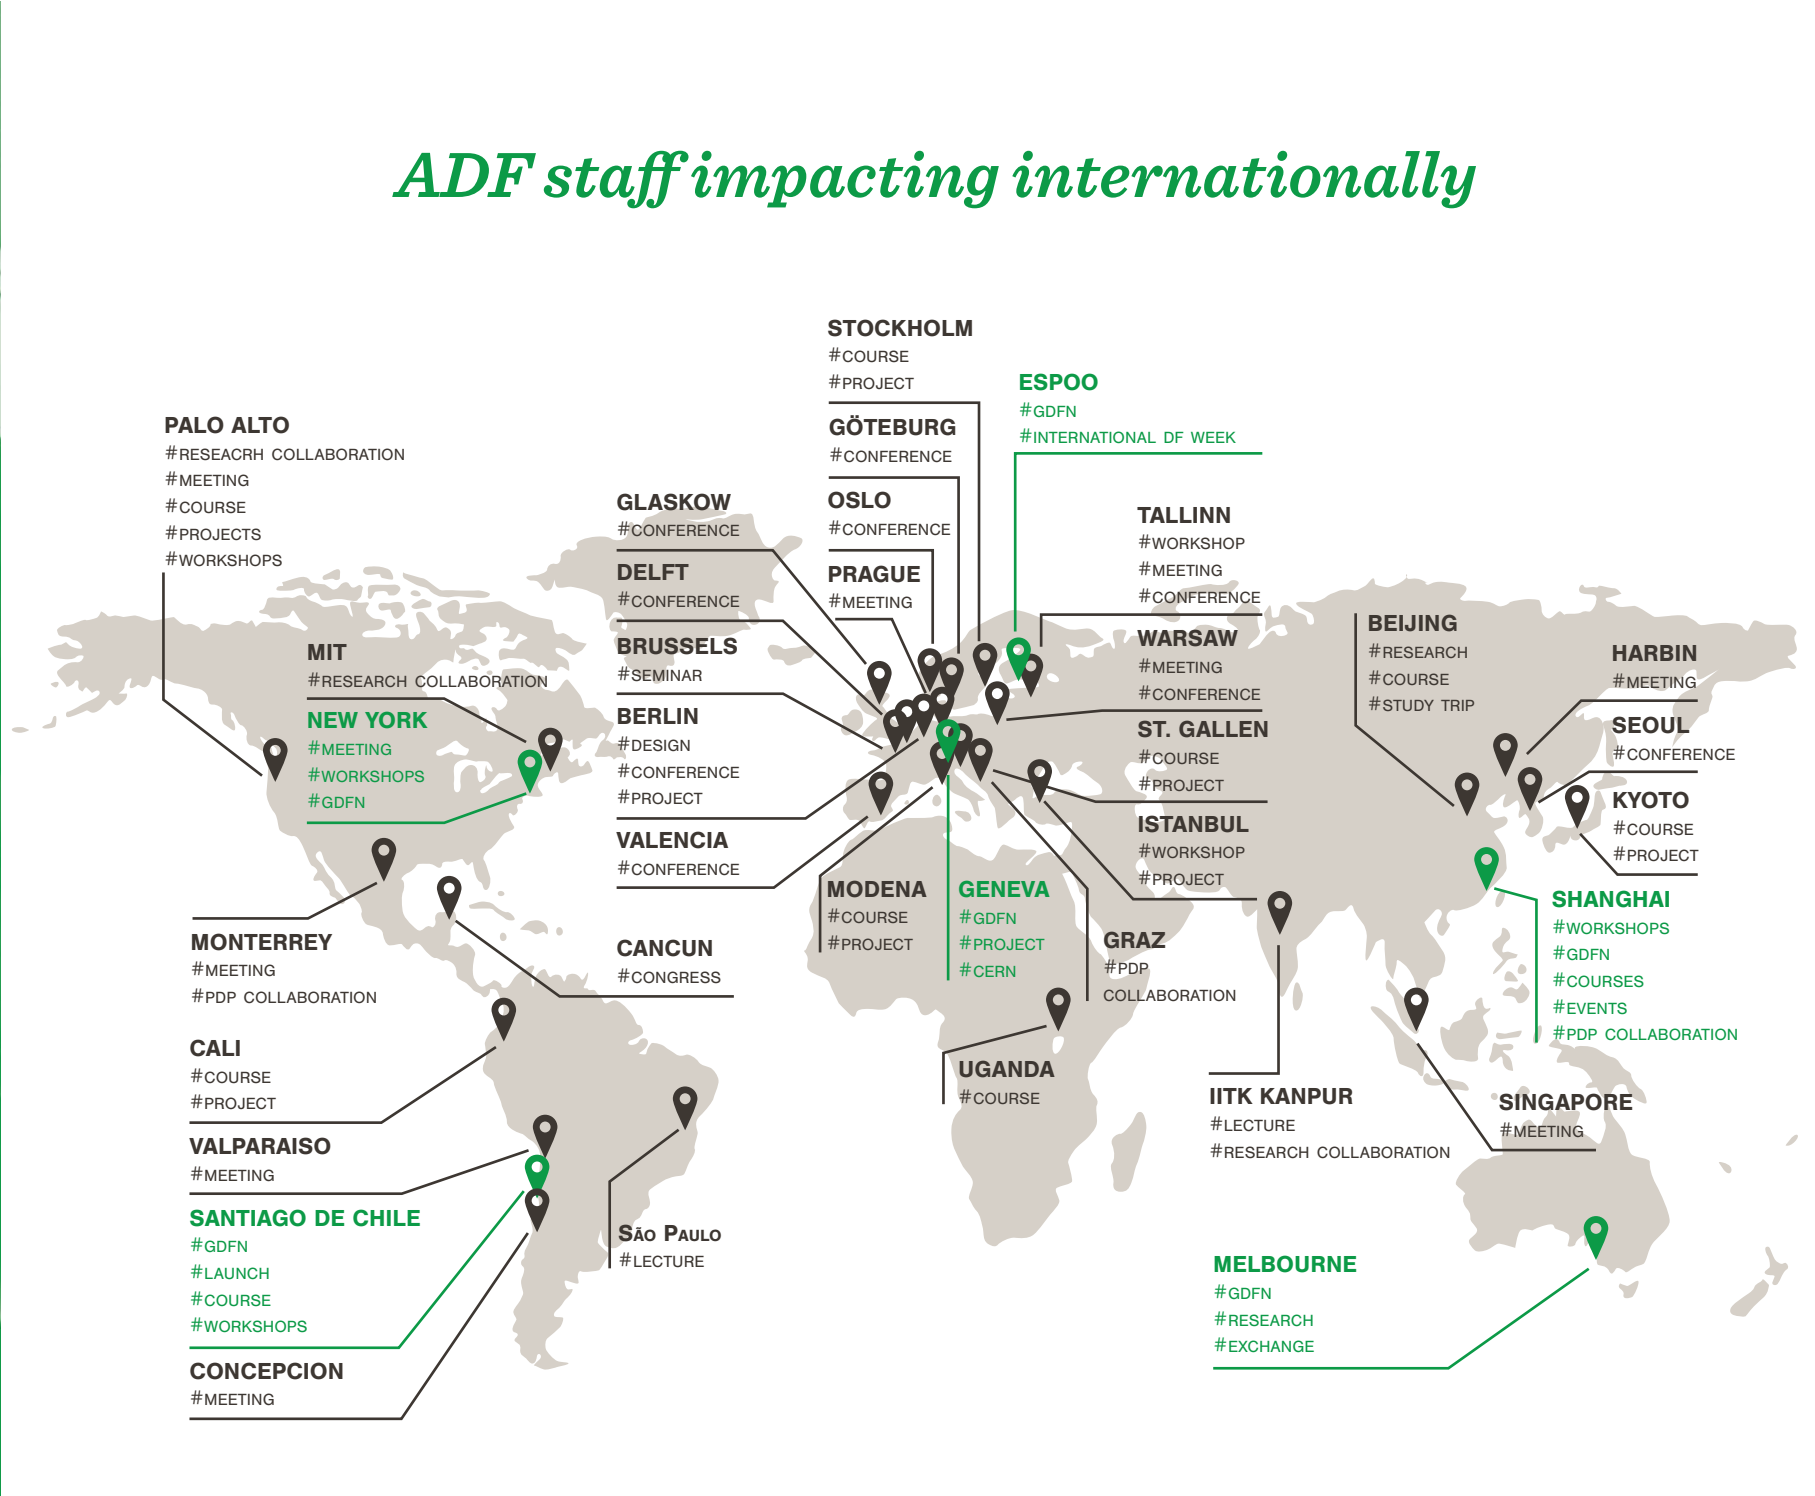 ADF staff impacting internationally
STOCKHOLM
#COURSE
#PROJECT
ESPOO
#GDFN
#INTERNATIONAL DF WEEK
PALO ALTO
#RESEACRH COLLABORATION
#MEETING
#COURSE
#PROJECTS
#WORKSHOPS
GÖTEBURG
#CONFERENCE
GLASKOW
#CONFERENCE
OSLO
#CONFERENCE
TALLINN
#WORKSHOP
#MEETING
#CONFERENCE
DELFT
#CONFERENCE
PRAGUE
#MEETING
BEIJING
#RESEARCH
#COURSE
#STUDY TRIP
MIT
#RESEARCH COLLABORATION
BRUSSELS
#SEMINAR
WARSAW
#MEETING
#CONFERENCE
HARBIN
#MEETING
NEW YORK
#MEETING
#WORKSHOPS
#GDFN
BERLIN
#DESIGN
#CONFERENCE
#PROJECT
ST. GALLEN
#COURSE
#PROJECT
SEOUL
#CONFERENCE
KYOTO
#COURSE
#PROJECT
VALENCIA
#CONFERENCE
ISTANBUL
#WORKSHOP
#PROJECT
MODENA
#COURSE
#PROJECT
GENEVA
#GDFN
#PROJECT
#CERN
SHANGHAI
#WORKSHOPS
#GDFN
#COURSES
#EVENTS
#PDP COLLABORATION
MONTERREY
#MEETING
#PDP COLLABORATION
CANCUN
#CONGRESS
GRAZ
#PDP
COLLABORATION
CALI
#COURSE
#PROJECT
UGANDA
#COURSE
IITK KANPUR
#LECTURE
#RESEARCH COLLABORATION
SINGAPORE
#MEETING
VALPARAISO
#MEETING
SANTIAGO DE CHILE
#GDFN
#LAUNCH
#COURSE
#WORKSHOPS
SÃO PAULO
#LECTURE
MELBOURNE
#GDFN
#RESEARCH
#EXCHANGE
CONCEPCION
#MEETING